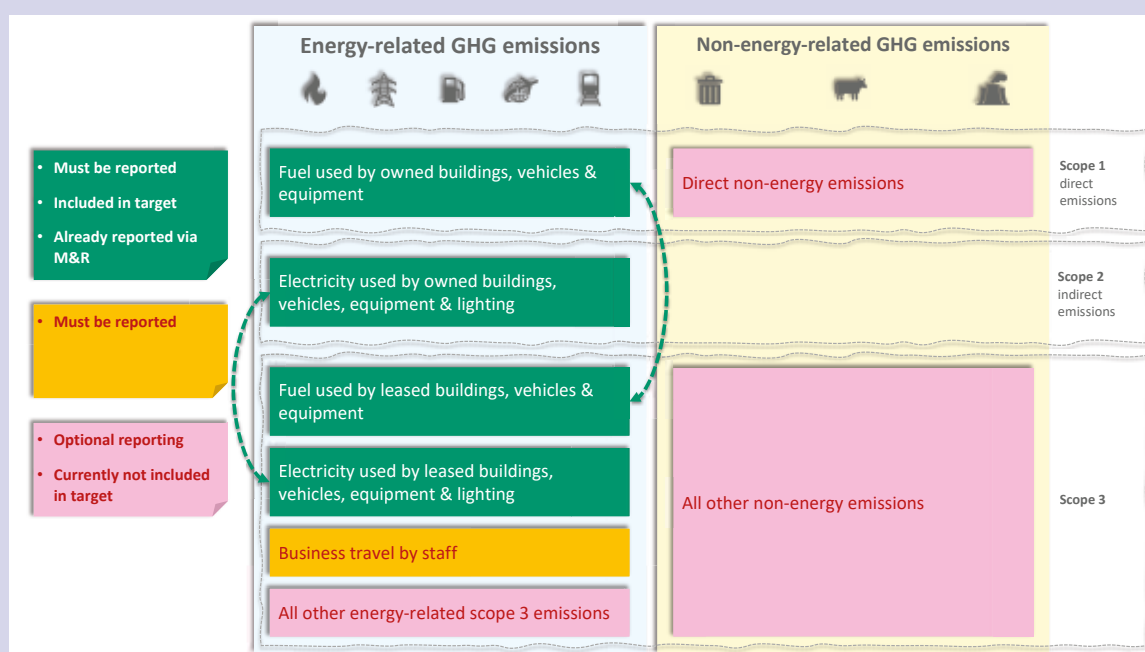 Energy-related GHG emissions
Non-energy-related GHG emissions
• Must be reported
• Included in target
• Already reported via
M&R
• Must be reported
• Optional reporting
• Currently not included
in target
Fuel used by owned buildings, vehicles &
equipment
Direct non-energy emissions
Scope 1
direct
emissions
Electricity used by owned buildings,
vehicles, equipment & lighting
Scope 2
indirect
emissions
Fuel used by leased buildings, vehicles &
equipment
Electricity used by leased buildings,
vehicles, equipment & lighting
Business travel by staff
All other energy-related scope 3 emissions
All other non-energy emissions
Scope 3